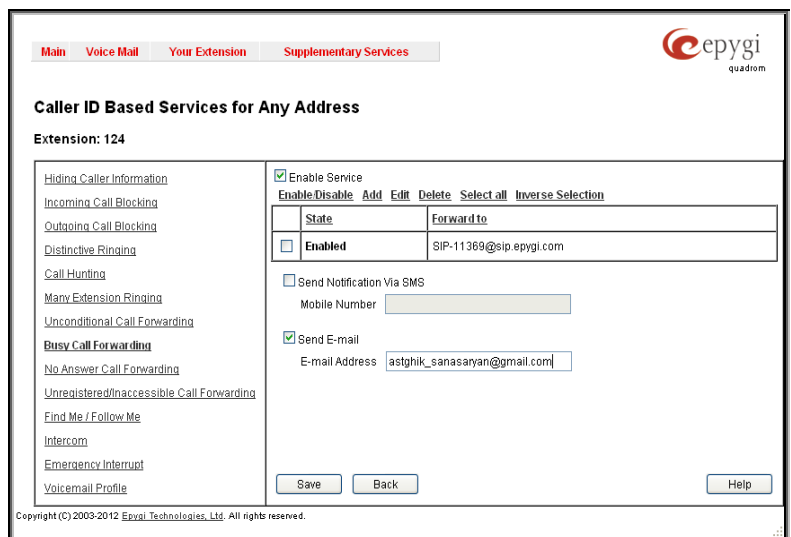 Main Voice Mail Your Extension Supplementary Services
epygi
quadrom
Caller ID Based Services for Any Address
Extension: 124
Hiding Caller Information
Incoming Call Blocking
Outgoing Call Blocking
Distinctive Ringing
Call Hunting
Many Extension Ringing
Unconditional Call Forwarding
Busy Call Forwarding
No Answer Call Forwarding
Unregistered/Inaccessible Call Forwarding
Find Me / Follow Me
Intercom
Emergency Interrupt
Voicemail Profile
Enable Service
Enable/Disable Add Edit Delete Select all Inverse Selection
State Forward to
Enabled SIP-11369@sip.epygi.com
Send Notification Via SMS
Mobile Number
Send E-mail
E-mail Address astghik_sanasaryan@gmail.com
Save Back Help
Copyright (C) 2003-2012 Epygi Technologies, Ltd. All rights reserved.